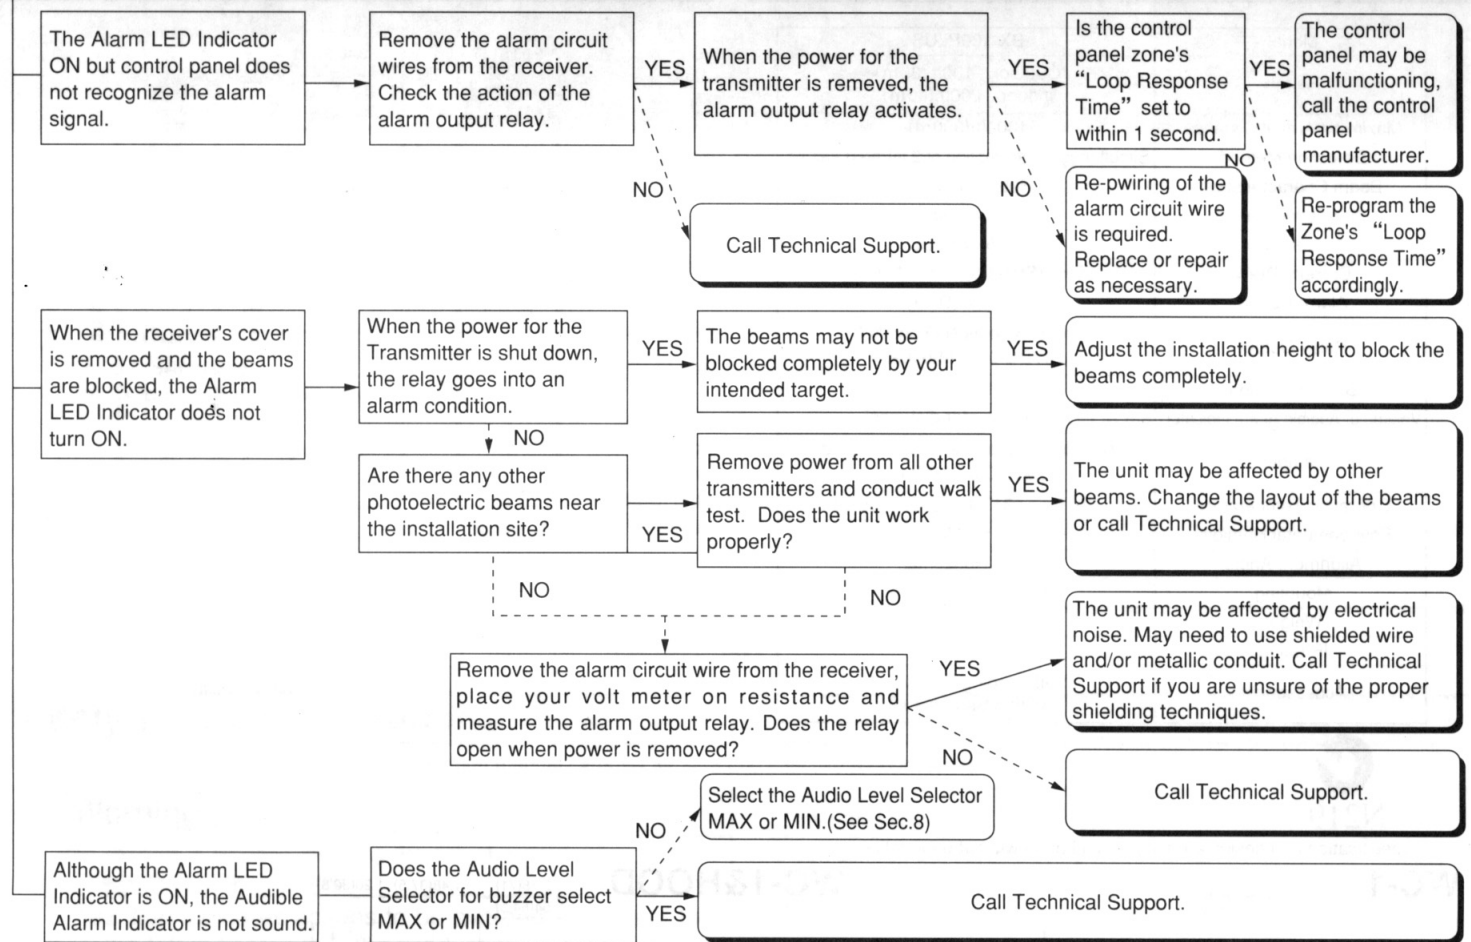 The Alarm LED Indicator
ON but control panel does
not recognize the alarm
signal.
Remove the alarm circuit
wires from the receiver.
Check the action of the
alarm output relay.
YES
NO
When the power for the
transmitter is remeved, the
alarm output relay activates.
YES
NO
Is the control
panel zone's
“Loop Response
Time” set to
within 1 second.
YES
NO
The control
panel may be
malfunctioning,
call the control
panel
manufacturer.
Call Technical Support.
Re-pwiring of the
alarm circuit wire
is required.
Replace or repair
as necessary.
Re-program the
Zone's “Loop
Response Time”
accordingly.
When the receiver's cover
is removed and the beams
are blocked, the Alarm
LED Indicator does not
turn ON.
When the power for the
Transmitter is shut down,
the relay goes into an
alarm condition.
YES
NO
The beams may not be
blocked completely by your
intended target.
YES
Adjust the installation height to block the
beams completely.
Are there any other
photoelectric beams near
the installation site?
YES
NO
Remove power from all other
transmitters and conduct walk
test. Does the unit work
properly?
YES
NO
The unit may be affected by other
beams. Change the layout of the beams
or call Technical Support.
Remove the alarm circuit wire from the receiver,
place your volt meter on resistance and
measure the alarm output relay. Does the relay
open when power is removed?
YES
NO
The unit may be affected by electrical
noise. May need to use shielded wire
and/or metallic conduit. Call Technical
Support if you are unsure of the proper
shielding techniques.
Call Technical Support.
Although the Alarm LED
Indicator is ON, the Audible
Alarm Indicator is not sound.
Does the Audio Level
Selector for buzzer select
MAX or MIN?
NO
YES
Select the Audio Level Selector
MAX or MIN.(See Sec.8)
Call Technical Support.